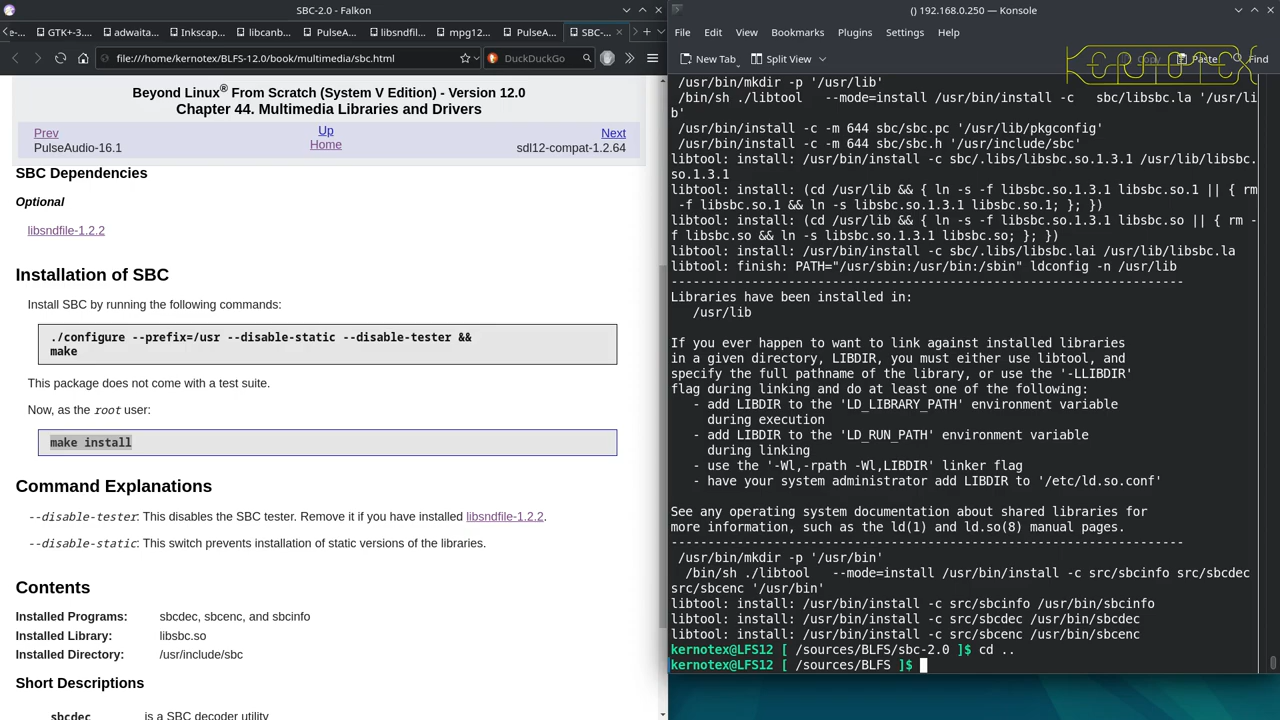 SBC-2.0 - Falkon
GTK+-3....
adwaita...
Inkscap...
libcanb...
PulseA...
libsndfi...
mpg12...
PulseA...
SBC-...
file:///home/kernotex/BLFS-12.0/book/multimedia/sbc.html
DuckDuckGo
Beyond Linux® From Scratch (System V Edition) - Version 12.0
Chapter 44. Multimedia Libraries and Drivers
Prev
Up
Next
PulseAudio-16.1
Home
sdl12-compat-1.2.64
SBC Dependencies
Optional
libsndfile-1.2.2
Installation of SBC
Install SBC by running the following commands:
./configure --prefix=/usr --disable-static --disable-tester &&
make
This package does not come with a test suite.
Now, as the root user:
make install
Command Explanations
--disable-tester: This disables the SBC tester. Remove it if you have installed libsndfile-1.2.2.
--disable-static: This switch prevents installation of static versions of the libraries.
Contents
Installed Programs: sbcdec, sbcenc, and sbcinfo
Installed Library: libsbc.so
Installed Directory: /usr/include/sbc
Short Descriptions
sbcdec is a SBC decoder utility
() 192.168.0.250 — Konsole
File Edit View Bookmarks Plugins Settings Help
New Tab
Split View
Copy
Paste
Find
KERNOTEX
/usr/bin/mkdir -p '/usr/lib'
/bin/sh ./libtool   --mode=install /usr/bin/install -c   sbc/libsbc.la '/usr/li
b'
/usr/bin/install -c -m 644 sbc/sbc.pc '/usr/lib/pkgconfig'
/usr/bin/install -c -m 644 sbc/sbc.h '/usr/include/sbc'
libtool: install: /usr/bin/install -c sbc/.libs/libsbc.so.1.3.1 /usr/lib/libsbc.
so.1.3.1
libtool: install: (cd /usr/lib && { ln -s -f libsbc.so.1.3.1 libsbc.so.1 || { rm
-f libsbc.so.1 && ln -s libsbc.so.1.3.1 libsbc.so.1; }; })
libtool: install: (cd /usr/lib && { ln -s -f libsbc.so.1.3.1 libsbc.so || { rm -
f libsbc.so && ln -s libsbc.so.1.3.1 libsbc.so; }; })
libtool: install: /usr/bin/install -c sbc/.libs/libsbc.lai /usr/lib/libsbc.la
libtool: finish: PATH="/usr/sbin:/usr/bin:/sbin" ldconfig -n /usr/lib
----------------------------------------------------------------------
Libraries have been installed in:
/usr/lib
If you ever happen to want to link against installed libraries
in a given directory, LIBDIR, you must either use libtool, and
specify the full pathname of the library, or use the '-LLIBDIR'
flag during linking and do at least one of the following:
- add LIBDIR to the 'LD_LIBRARY_PATH' environment variable
during execution
- add LIBDIR to the 'LD_RUN_PATH' environment variable
during linking
- use the '-Wl,-rpath -Wl,LIBDIR' linker flag
- have your system administrator add LIBDIR to '/etc/ld.so.conf'
See any operating system documentation about shared libraries for
more information, such as the ld(1) and ld.so(8) manual pages.
----------------------------------------------------------------------
/usr/bin/mkdir -p '/usr/bin'
/bin/sh ./libtool   --mode=install /usr/bin/install -c src/sbcinfo src/sbcdec
src/sbcenc '/usr/bin'
libtool: install: /usr/bin/install -c src/sbcinfo /usr/bin/sbcinfo
libtool: install: /usr/bin/install -c src/sbcdec /usr/bin/sbcdec
libtool: install: /usr/bin/install -c src/sbcenc /usr/bin/sbcenc
kernotex@LFS12 [ /sources/BLFS/sbc-2.0 ]$ cd ..
kernotex@LFS12 [ /sources/BLFS ]$